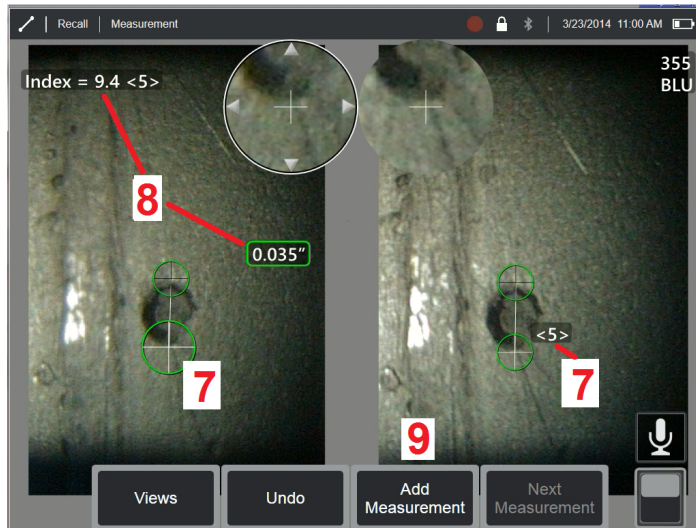 Recall | Measurement
3/23/2014 11:00 AM
Index = 9.4 <5>
355
BLU
8
0.035"
<5>
7
7
9
Views
Undo
Add
Measurement
Next
Measurement